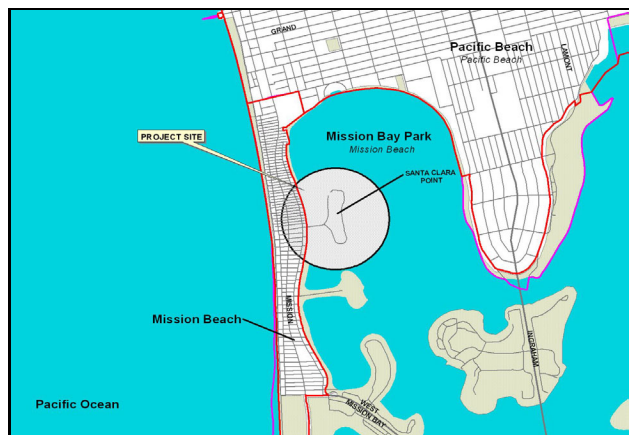 GRAND
Pacific Beach
Pacific Beach
LAMONT
PROJECT SITE
Mission Bay Park
Mission Beach
SANTA CLARA
POINT
MISSION
Mission Beach
INGRAHAM
Pacific Ocean
WEST
MISSION BAY